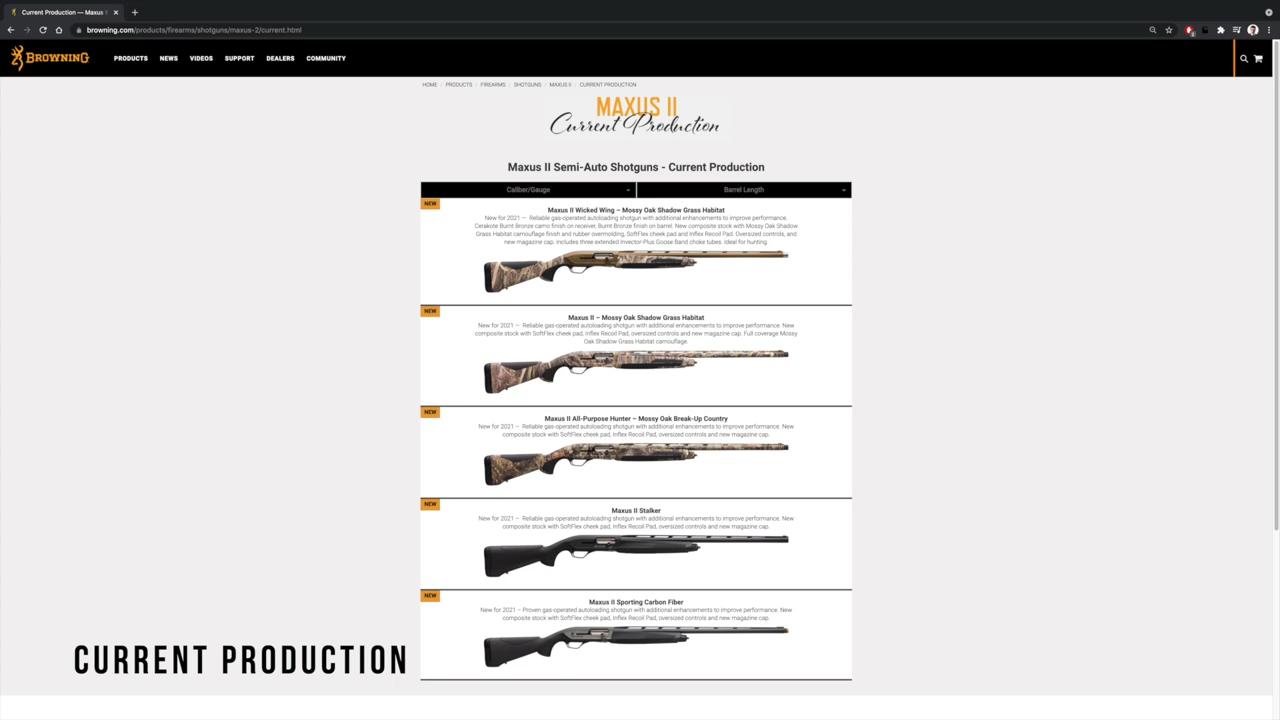 Current Production — Maxus
browning.com/products/firearms/shotguns/maxus-2/current.html
BROWNING
PRODUCTS NEWS VIDEOS SUPPORT DEALERS COMMUNITY
HOME / PRODUCTS / FIREARMS / SHOTGUNS / MAXUS II / CURRENT PRODUCTION
MAXUS II
Current Production
Maxus II Semi-Auto Shotguns - Current Production
Caliber/Gauge Barrel Length
NEW
Maxus II Wicked Wing – Mossy Oak Shadow Grass Habitat
New for 2021 — Reliable gas-operated autoloading shotgun with additional enhancements to improve performance.
Cerakote Burnt Bronze camo finish on receiver, Burnt Bronze finish on barrel. New composite stock with Mossy Oak Shadow
Grass Habitat camouflage finish and rubber overmolding, SoftFlex cheek pad and Inflex Recoil Pad. Oversized controls, and
new magazine cap. Includes three extended Invector-Plus Goose Band choke tubes. Ideal for hunting
NEW
Maxus II – Mossy Oak Shadow Grass Habitat
New for 2021 — Reliable gas-operated autoloading shotgun with additional enhancements to improve performance. New
composite stock with SoftFlex cheek pad, Inflex Recoil Pad, oversized controls and new magazine cap. Full coverage Mossy
Oak Shadow Grass Habitat camouflage.
NEW
Maxus II All-Purpose Hunter – Mossy Oak Break-Up Country
New for 2021 — Reliable gas-operated autoloading shotgun with additional enhancements to improve performance. New
composite stock with SoftFlex cheek pad, Inflex Recoil Pad, oversized controls and new magazine cap.
NEW
Maxus II Stalker
New for 2021 — Reliable gas-operated autoloading shotgun with additional enhancements to improve performance. New
composite stock with SoftFlex cheek pad, Inflex Recoil Pad, oversized controls and new magazine cap.
NEW
Maxus II Sporting Carbon Fiber
New for 2021 – Proven gas-operated autoloading shotgun with additional enhancements to improve performance. New
composite stock with SoftFlex cheek pad, Inflex Recoil Pad, oversized controls and new magazine cap.
CURRENT PRODUCTION